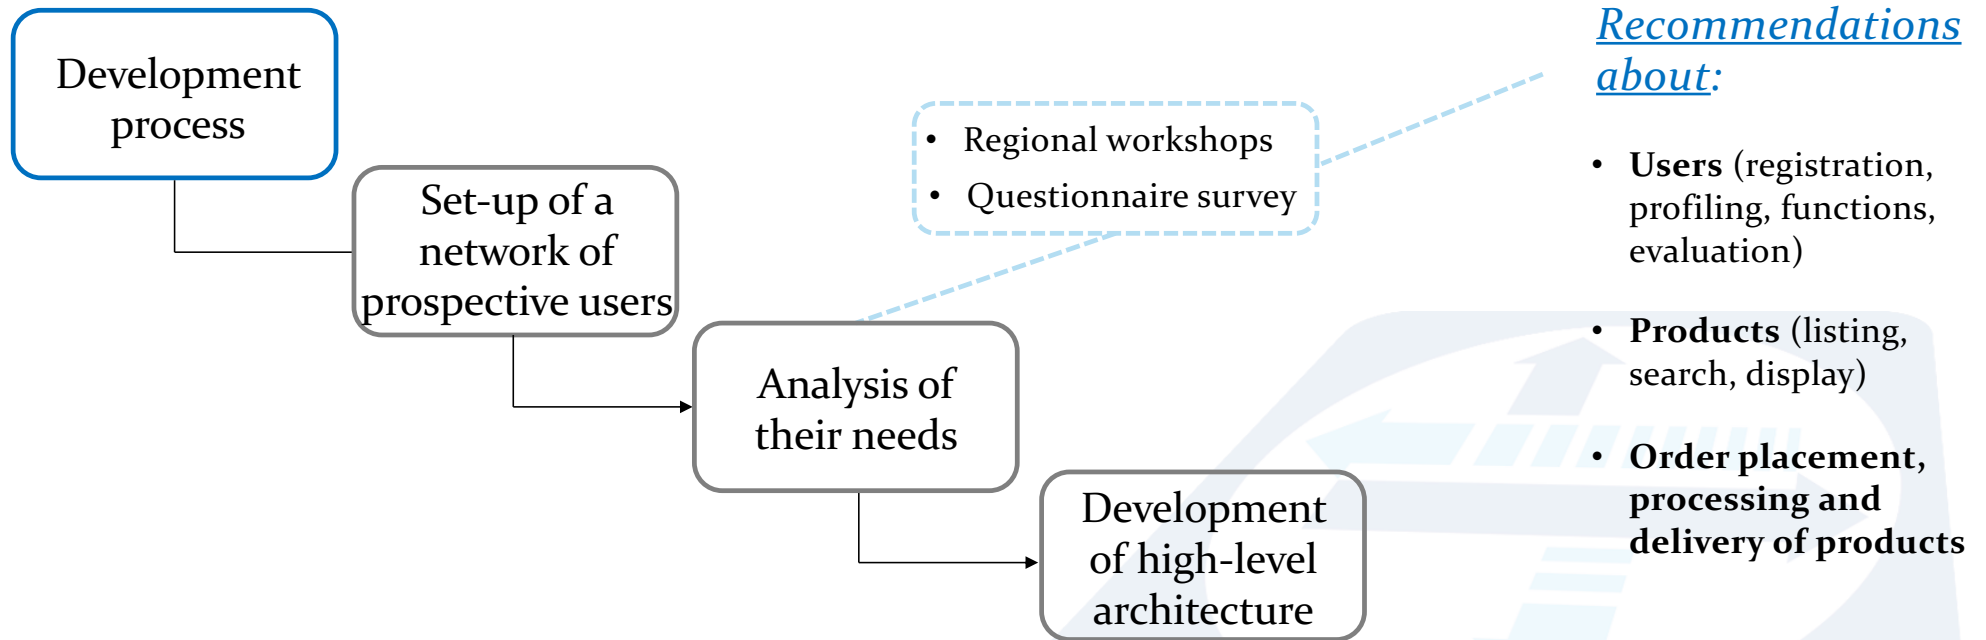 Development
process
Set-up of a
network of
prospective users
Analysis of
their needs
Development
of high-level
architecture
• Regional workshops
• Questionnaire survey
Recommendations
about:
• Users (registration,
profiling, functions,
evaluation)
• Products (listing,
search, display)
• Order placement,
processing and
delivery of products